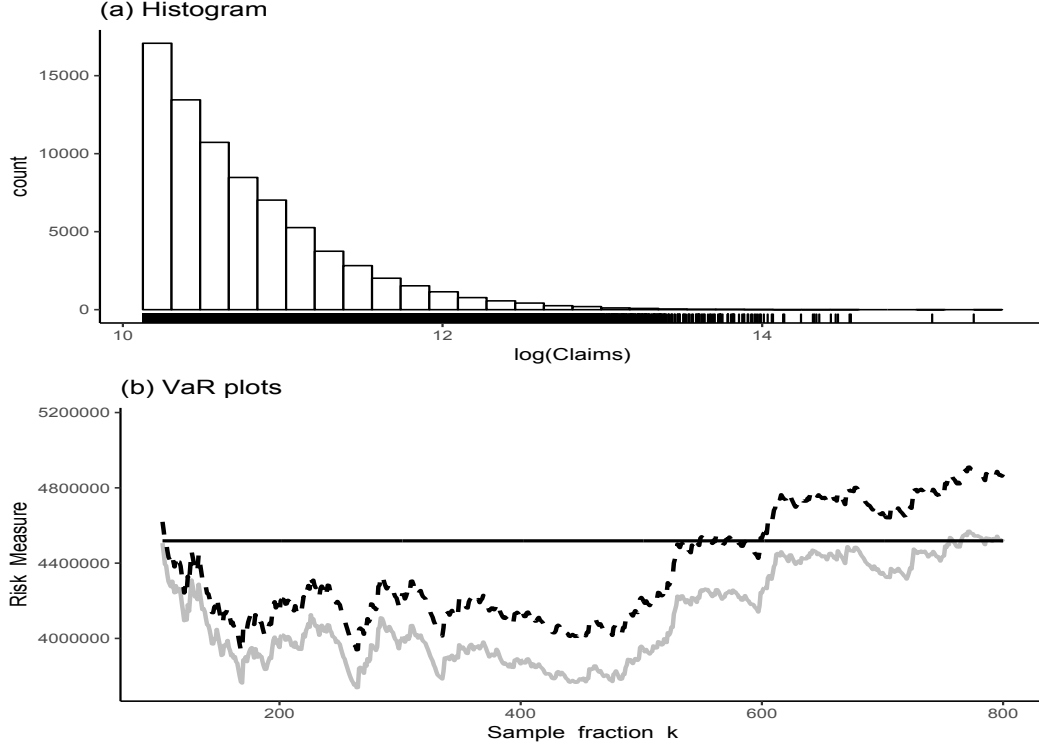 (a) Histogram
15000
10000
5000
0
count
10 12 14
log(Claims)
(b) VaR plots
5200000
4800000
4400000
4000000
Risk Measure
200 400 600 800
Sample fraction k